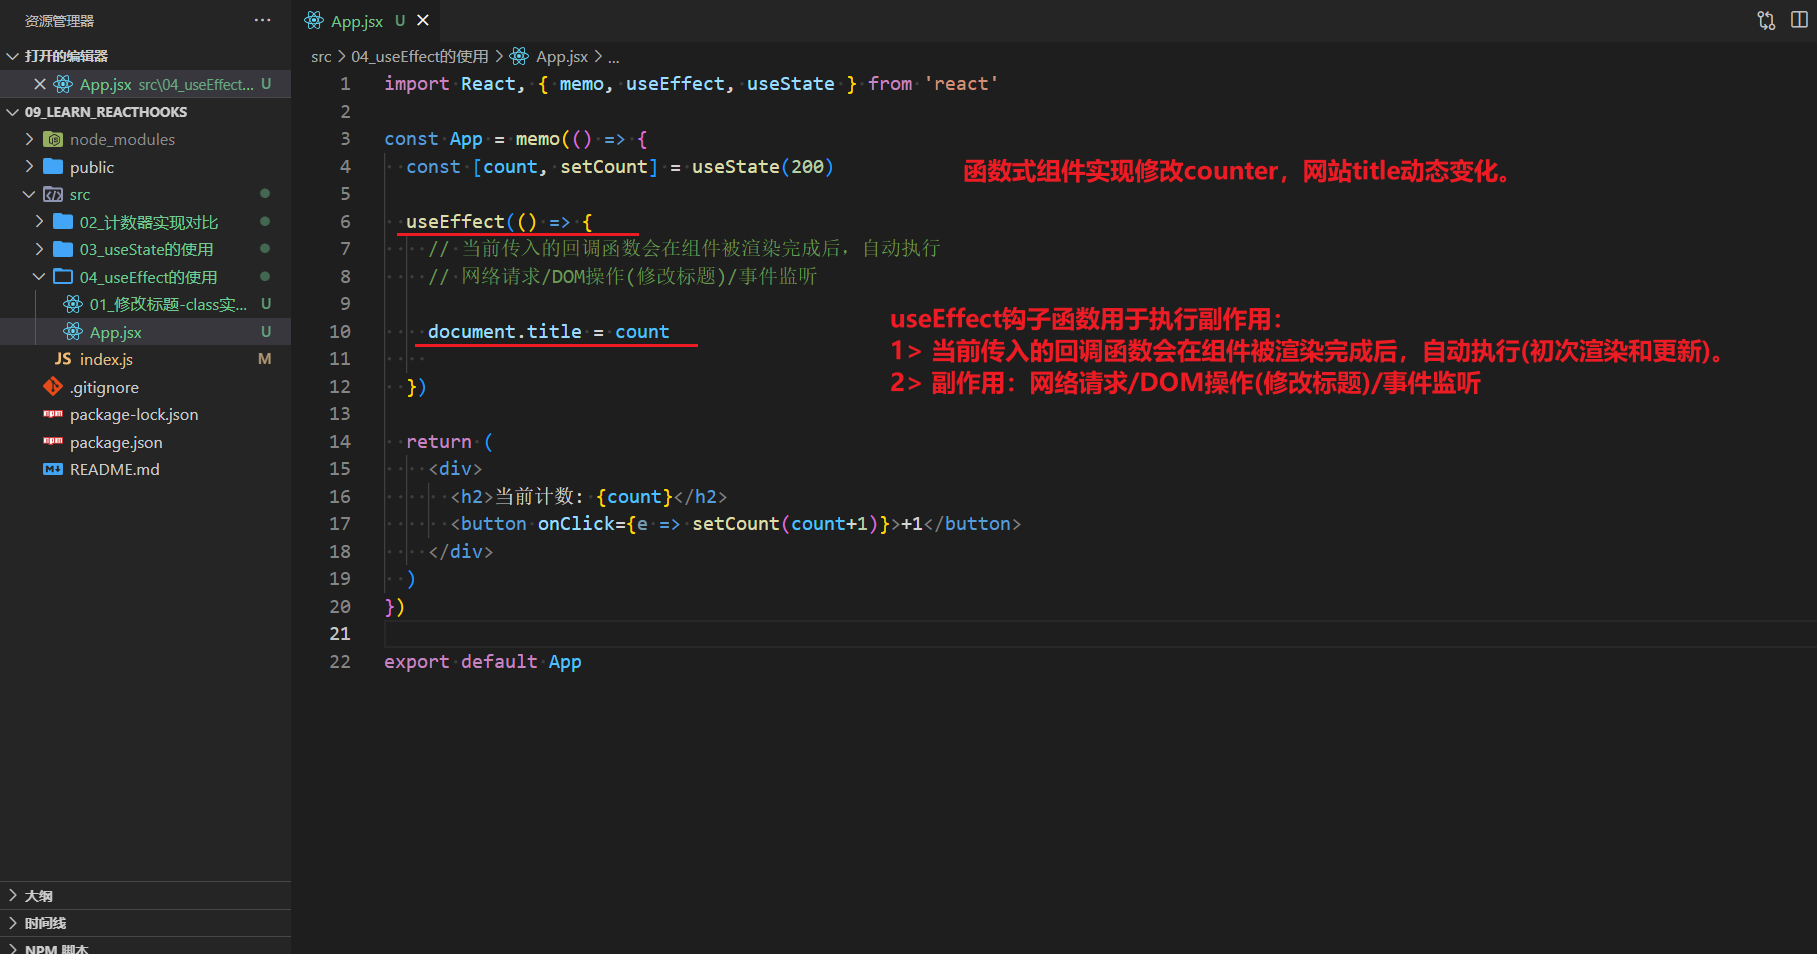 资源管理器
打开的编辑器
App.jsx src\04_useEffect... U
09_LEARN_REACTHOOKS
node_modules
public
src
02_计数器实现对比
03_useState的使用
04_useEffect的使用
01_修改标题-class实... U
App.jsx U
JS index.js M
.gitignore
package-lock.json
package.json
README.md
大纲
时间线
NPM 脚本
App.jsx U
src > 04_useEffect的使用 > App.jsx > ...
1 import React, { memo, useEffect, useState } from 'react'
2
3 const App = memo(() => {
4 const [count, setCount] = useState(200)
函数式组件实现修改counter，网站title动态变化。
5
6 useEffect(() => {
7 // 当前传入的回调函数会在组件被渲染完成后，自动执行
8 // 网络请求/DOM操作(修改标题)/事件监听
9
10 document.title = count
11
12 })
useEffect钩子函数用于执行副作用：
1> 当前传入的回调函数会在组件被渲染完成后，自动执行(初次渲染和更新)。
2> 副作用：网络请求/DOM操作(修改标题)/事件监听
13
14 return (
15 <div>
16 <h2>当前计数: {count}</h2>
17 <button onClick={e => setCount(count+1)}>+1</button>
18 </div>
19 )
20 })
21
22 export default App